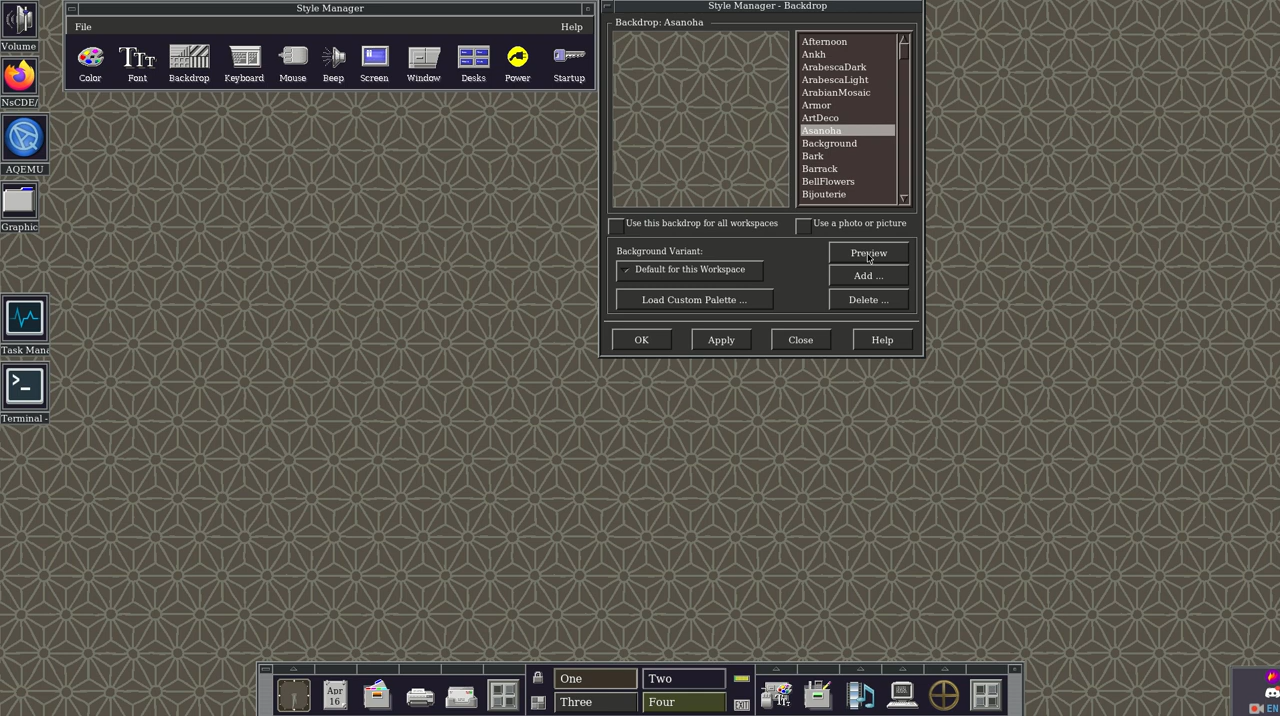 Style Manager
File
Help
Color
Font
Backdrop
Keyboard
Mouse
Beep
Screen
Window
Desks
Power
Startup
Style Manager - Backdrop
Backdrop: Asanoha
Afternoon
Ankh
ArabescaDark
ArabescaLight
ArabianMosaic
Armor
ArtDeco
Asanoha
Background
Bark
Barrack
BellFlowers
Bijouterie
Use this backdrop for all workspaces
Use a photo or picture
Background Variant:
Default for this Workspace
Load Custom Palette ...
Preview
Add ...
Delete ...
OK
Apply
Close
Help
Volume
NsCDE/
AQEMU
Graphic
Task Mana
Terminal -
Apr
16
One
Two
Three
Four
EXIT
EN